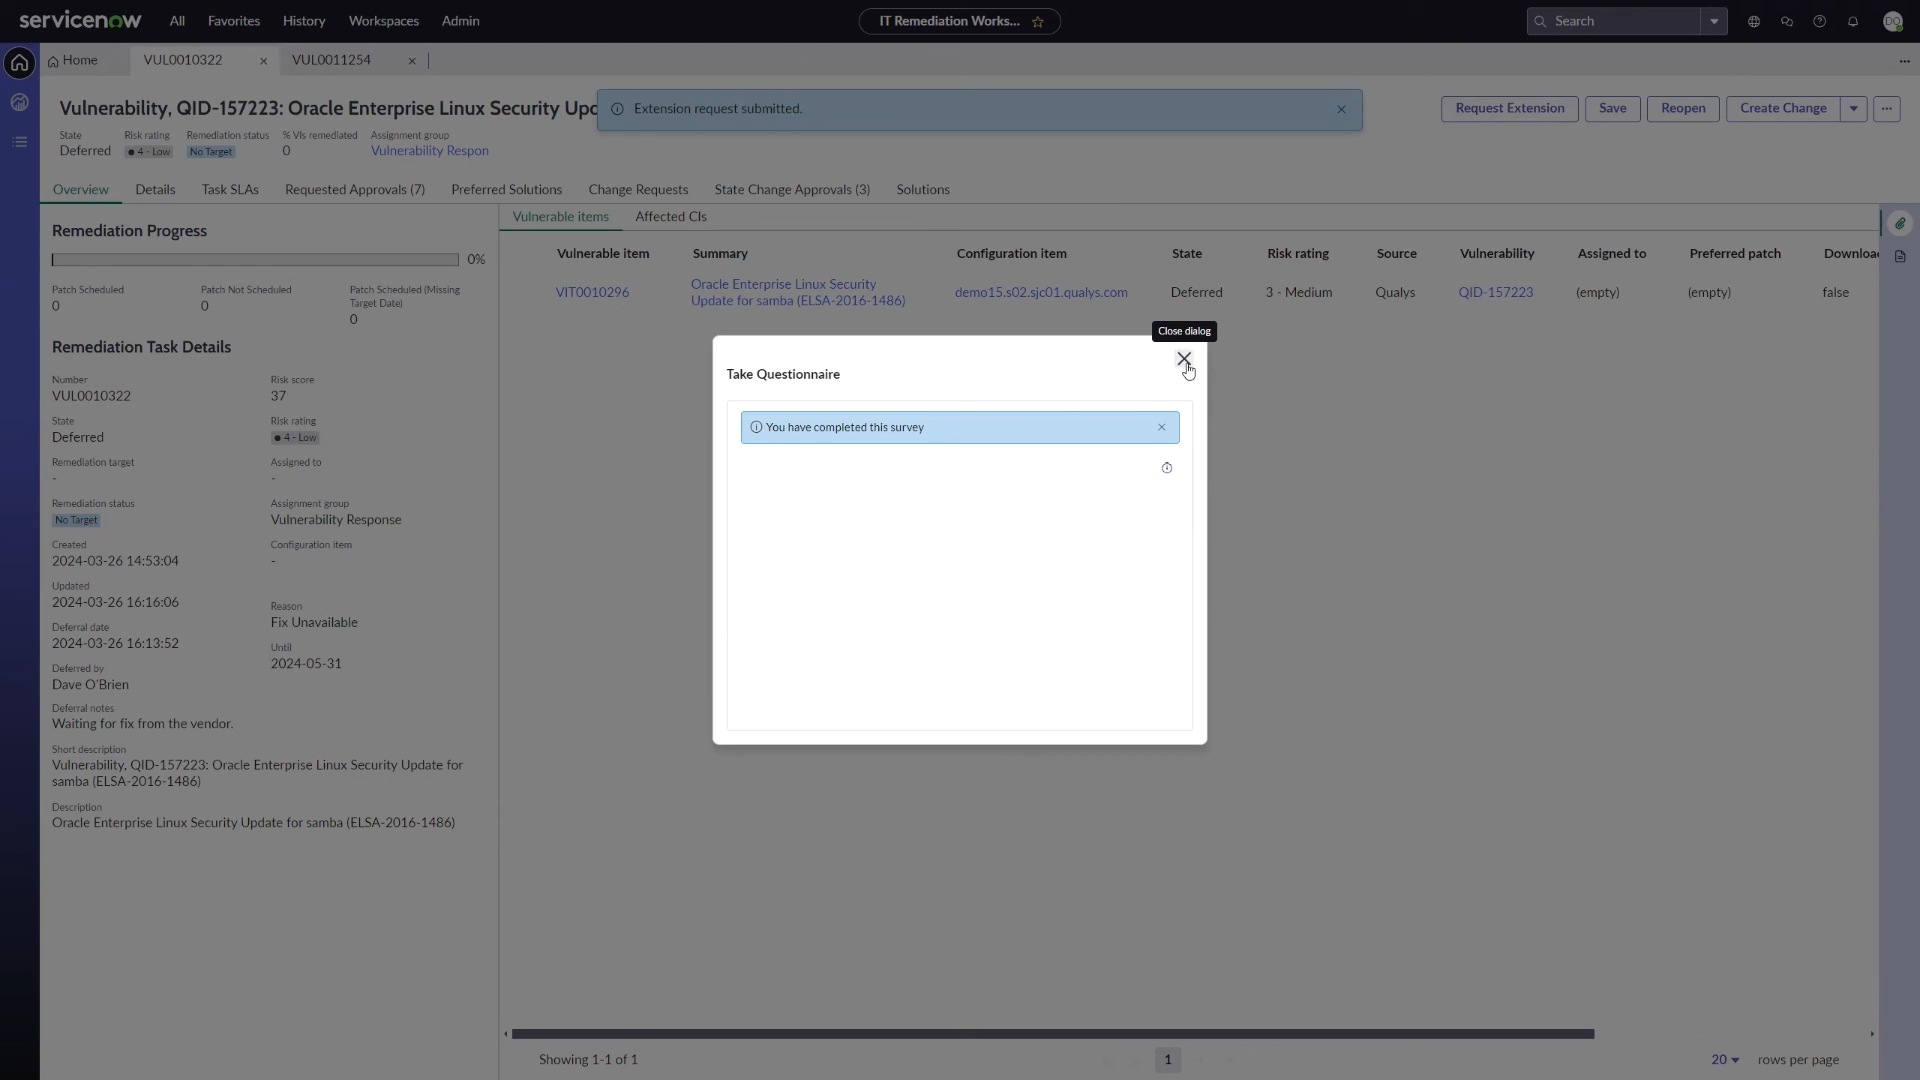 servicenow
All
Favorites
History
Workspaces
Admin
IT Remediation Works...
Search
DO
Home
VUL0010322
VUL0011254
Vulnerability, QID-157223: Oracle Enterprise Linux Security Upd
Extension request submitted.
Request Extension
Save
Reopen
Create Change
State
Risk rating
Remediation status
% VIs remediated
Assignment group
Deferred
4 - Low
No Target
0
Vulnerability Respon
Overview
Details
Task SLAs
Requested Approvals (7)
Preferred Solutions
Change Requests
State Change Approvals (3)
Solutions
Remediation Progress
0%
Patch Scheduled
0
Patch Not Scheduled
0
Patch Scheduled (Missing
Target Date)
0
Remediation Task Details
Number
VUL0010322
Risk score
37
State
Deferred
Risk rating
4 - Low
Remediation target
-
Assigned to
-
Remediation status
No Target
Assignment group
Vulnerability Response
Created
2024-03-26 14:53:04
Configuration item
-
Updated
2024-03-26 16:16:06
Reason
Fix Unavailable
Deferral date
2024-03-26 16:13:52
Until
2024-05-31
Deferred by
Dave O'Brien
Deferral notes
Waiting for fix from the vendor.
Short description
Vulnerability, QID-157223: Oracle Enterprise Linux Security Update for
samba (ELSA-2016-1486)
Description
Oracle Enterprise Linux Security Update for samba (ELSA-2016-1486)
Vulnerable items
Affected CIs
Vulnerable item
Summary
Configuration item
State
Risk rating
Source
Vulnerability
Assigned to
Preferred patch
Downloa
VIT0010296
Oracle Enterprise Linux Security
Update for samba (ELSA-2016-1486)
demo15.s02.sjc01.qualys.com
Deferred
3 - Medium
Qualys
QID-157223
(empty)
(empty)
false
Close dialog
Take Questionnaire
You have completed this survey
Showing 1-1 of 1
1
20
rows per page